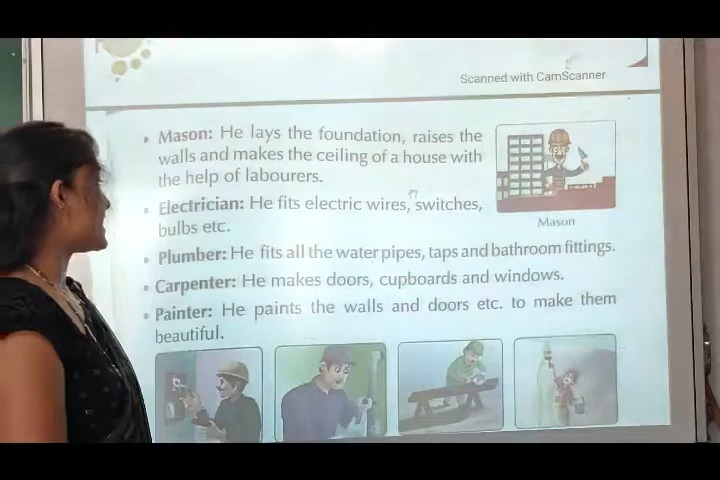 Scanned with CamScanner
• Mason: He lays the foundation, raises the
walls and makes the ceiling of a house with
the help of labourers.
Mason
• Electrician: He fits electric wires, switches,
bulbs etc.
• Plumber: He fits all the water pipes, taps and bathroom fittings.
• Carpenter: He makes doors, cupboards and windows.
• Painter: He paints the walls and doors etc. to make them
beautiful.